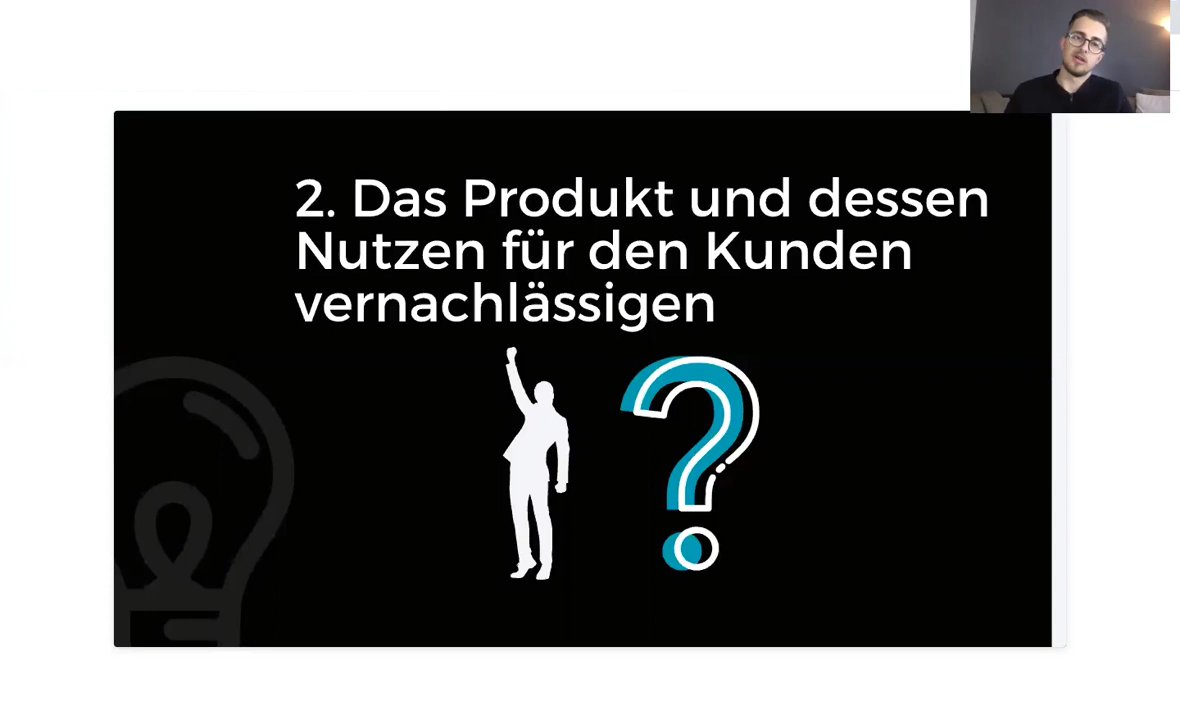 2. Das Produkt und dessen
Nutzen für den Kunden
vernachlässigen